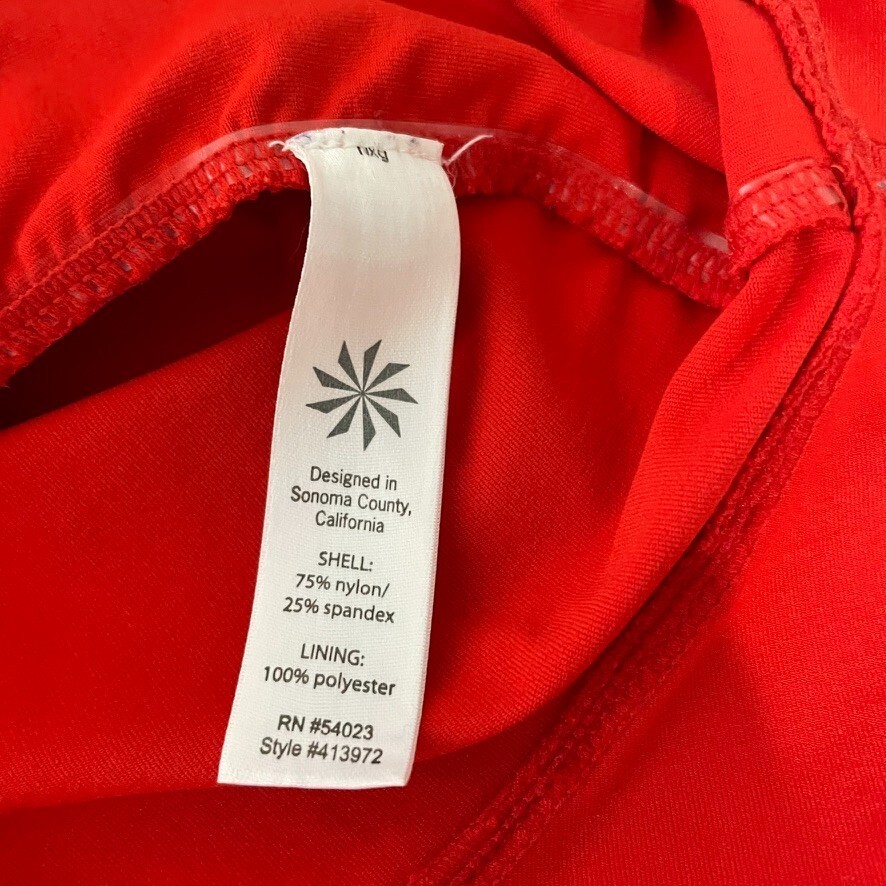 Designed in
Sonoma County,
California
SHELL:
75% nylon/
25% spandex
LINING:
100% polyester
RN #54023
Style #413972